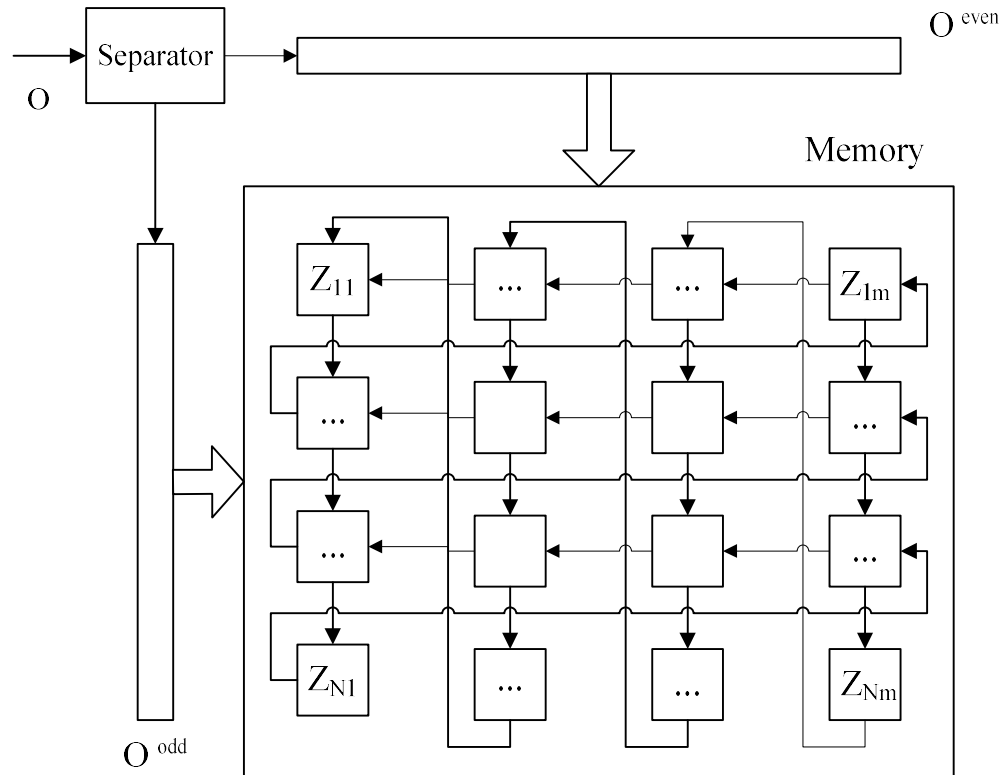 O even
Separator
O
Memory
Z11 ... ... Z1m
... ...
... ...
ZN1 ... ... ZNm
O odd